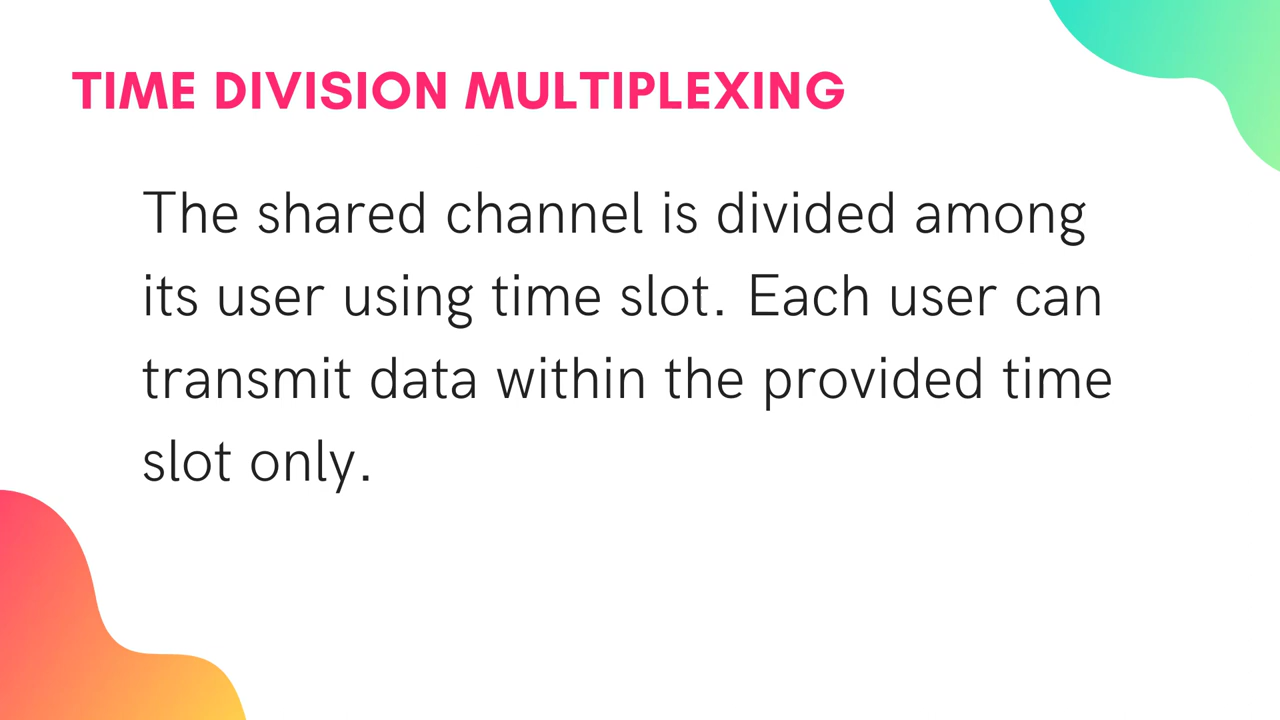 TIME DIVISION MULTIPLEXING
The shared channel is divided among
its user using time slot. Each user can
transmit data within the provided time
slot only.